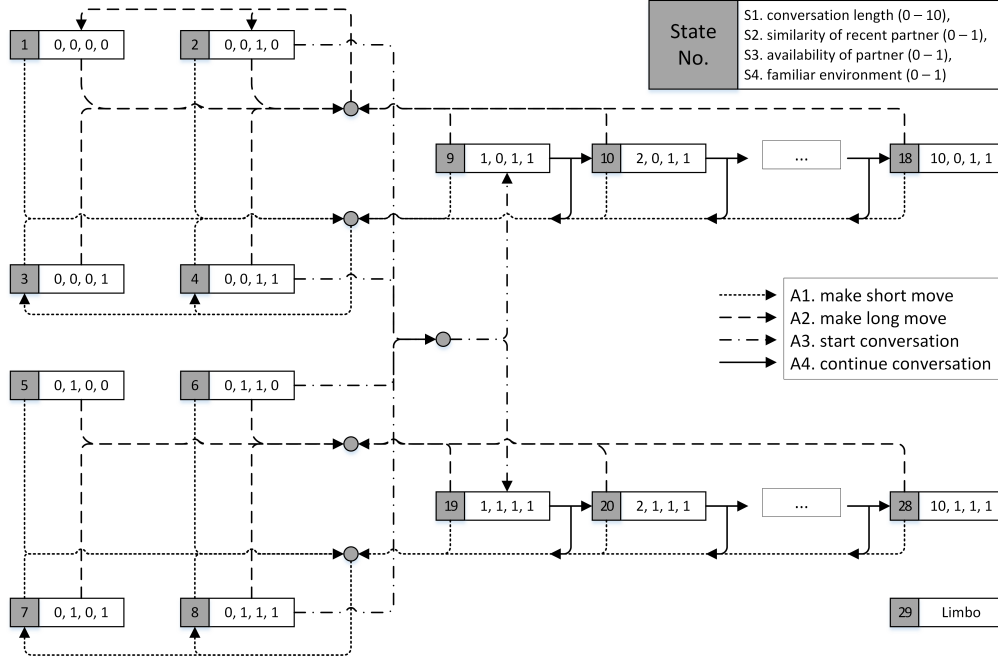 1 0, 0, 0, 0
2 0, 0, 1, 0
State
No.
S1. conversation length (0 – 10),
S2. similarity of recent partner (0 – 1),
S3. availability of partner (0 – 1),
S4. familiar environment (0 – 1)
9 1, 0, 1, 1
10 2, 0, 1, 1
...
18 10, 0, 1, 1
3 0, 0, 0, 1
4 0, 0, 1, 1
A1. make short move
A2. make long move
A3. start conversation
A4. continue conversation
5 0, 1, 0, 0
6 0, 1, 1, 0
19 1, 1, 1, 1
20 2, 1, 1, 1
...
28 10, 1, 1, 1
7 0, 1, 0, 1
8 0, 1, 1, 1
29 Limbo